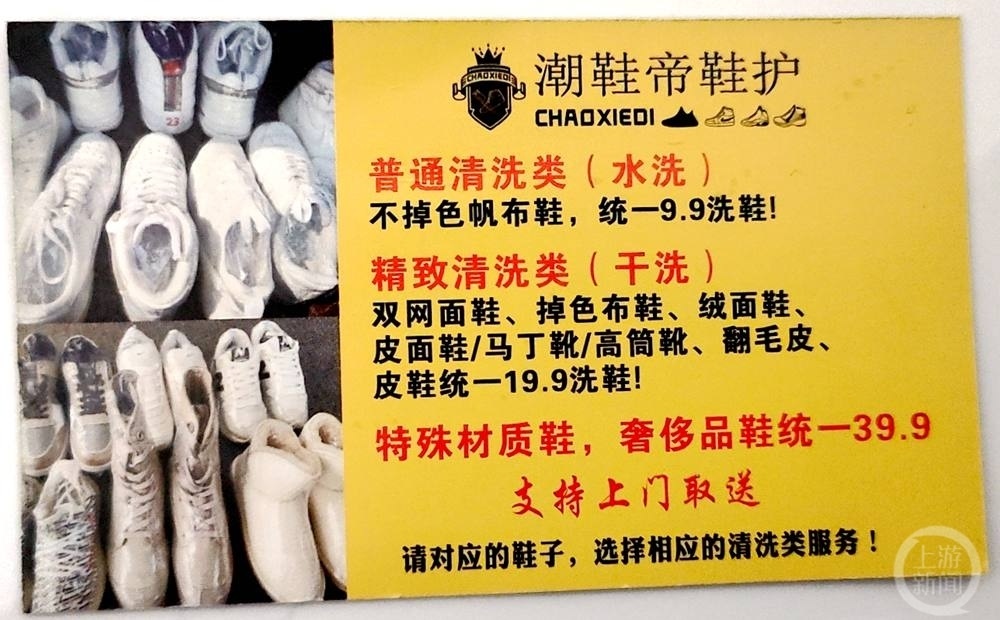 CHAOXIEDI
潮鞋帝鞋护
CHAOXIEDI
普通清洗类（水洗）
不掉色帆布鞋，统一9.9洗鞋!
精致清洗类（干洗）
双网面鞋、掉色布鞋、绒面鞋、
皮面鞋/马丁靴/高筒靴、翻毛皮、
皮鞋统一19.9洗鞋!
特殊材质鞋，奢侈品鞋统一39.9
支持上门取送
请对应的鞋子，选择相应的清洗类服务！
23
上游
新闻